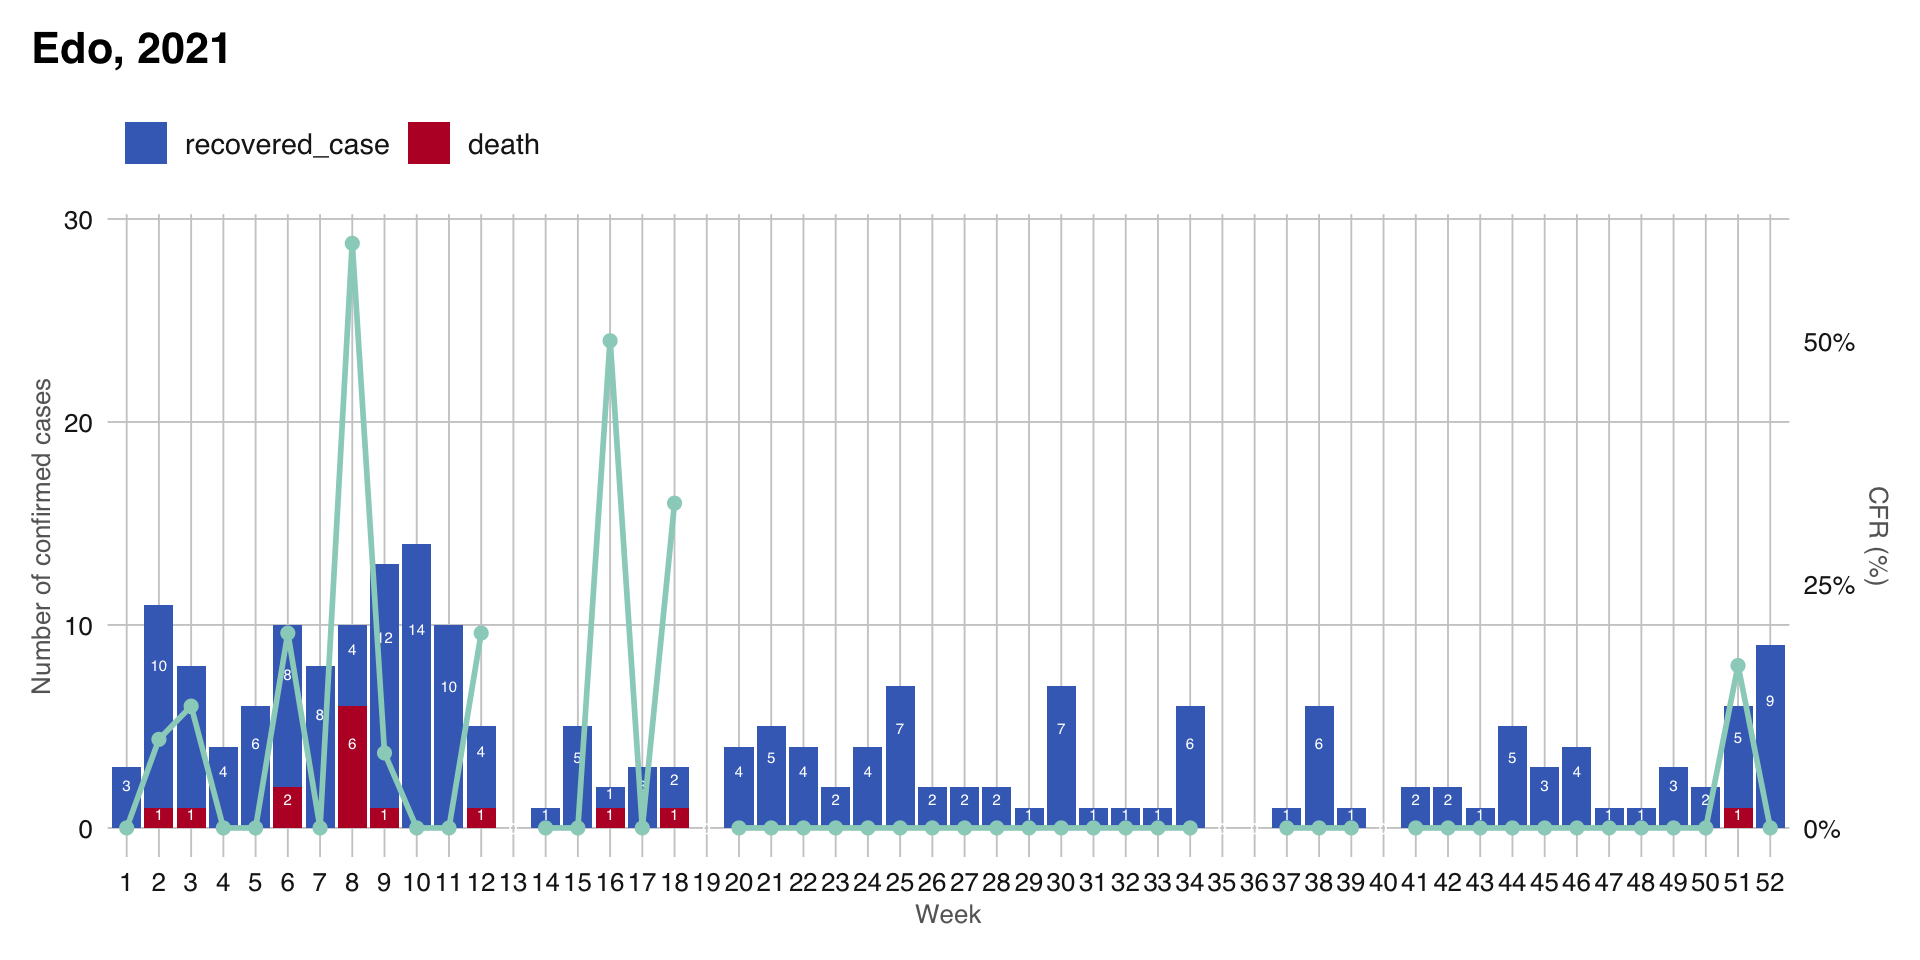 Edo, 2021
recovered_case death
30
20
10
0
Number of confirmed cases
50%
25%
0%
CFR (%)
3 10 4 6 8 8 4 12 14 10 4 1 5 1 2 4 5 4 2 4 7 2 2 2 1 7 1 1 1 6 1 6 1 2 2 1 5 3 4 1 1 3 2 5 9
1 1 2 6 1 1 1 1 1
1 2 3 4 5 6 7 8 9 10 11 12 13 14 15 16 17 18 19 20 21 22 23 24 25 26 27 28 29 30 31 32 33 34 35 36 37 38 39 40 41 42 43 44 45 46 47 48 49 50 51 52
Week